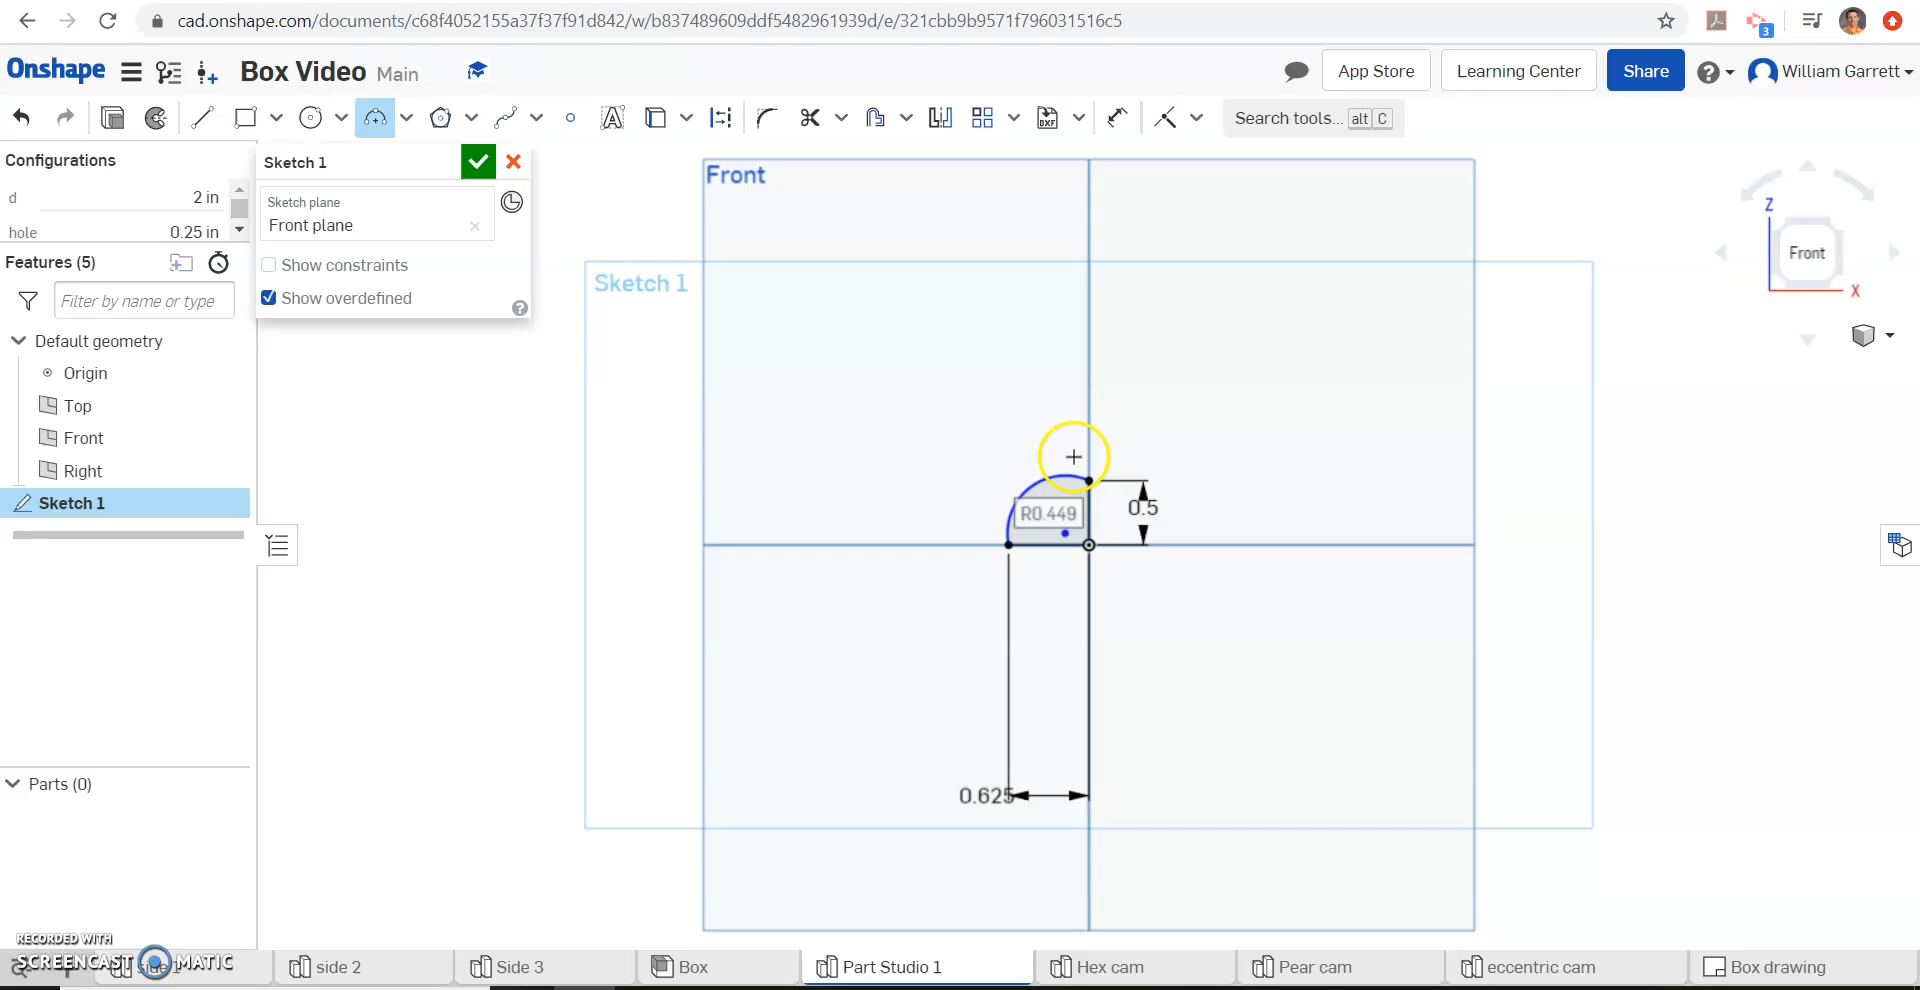 cad.onshape.com/documents/c68f4052155a37f37f91d842/w/b837489609ddf5482961939d/e/321cbb9b9571f796031516c5
3
Onshape
Box Video Main
App Store
Learning Center
Share
William Garrett
DXF
Search tools... alt C
Configurations
d 2 in
hole 0.25 in
Features (5)
Filter by name or type
Default geometry
Origin
Top
Front
Right
Sketch 1
Parts (0)
Sketch 1
Sketch plane
Front plane
Show constraints
Show overdefined
Front
Sketch 1
R0.449
0.5
0.625
Z
Front
X
RECORDED WITH
SCREENCAST MATIC
side 1
side 2
Side 3
Box
Part Studio 1
Hex cam
Pear cam
eccentric cam
Box drawing